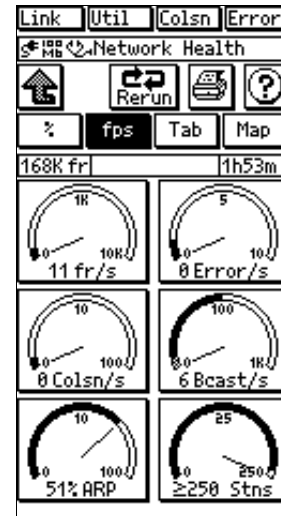 Link Util Colsn Error
Network Health
Rerun ?
% fps Tab Map
168K fr 1h53m
1K 5
0 10K 0 10
11 fr/s 0 Error/s
10 100
0 100 0 1K
0 Colsn/s 6 Bcast/s
10 25
0 100 0 250
51% ARP ≥250 Stns